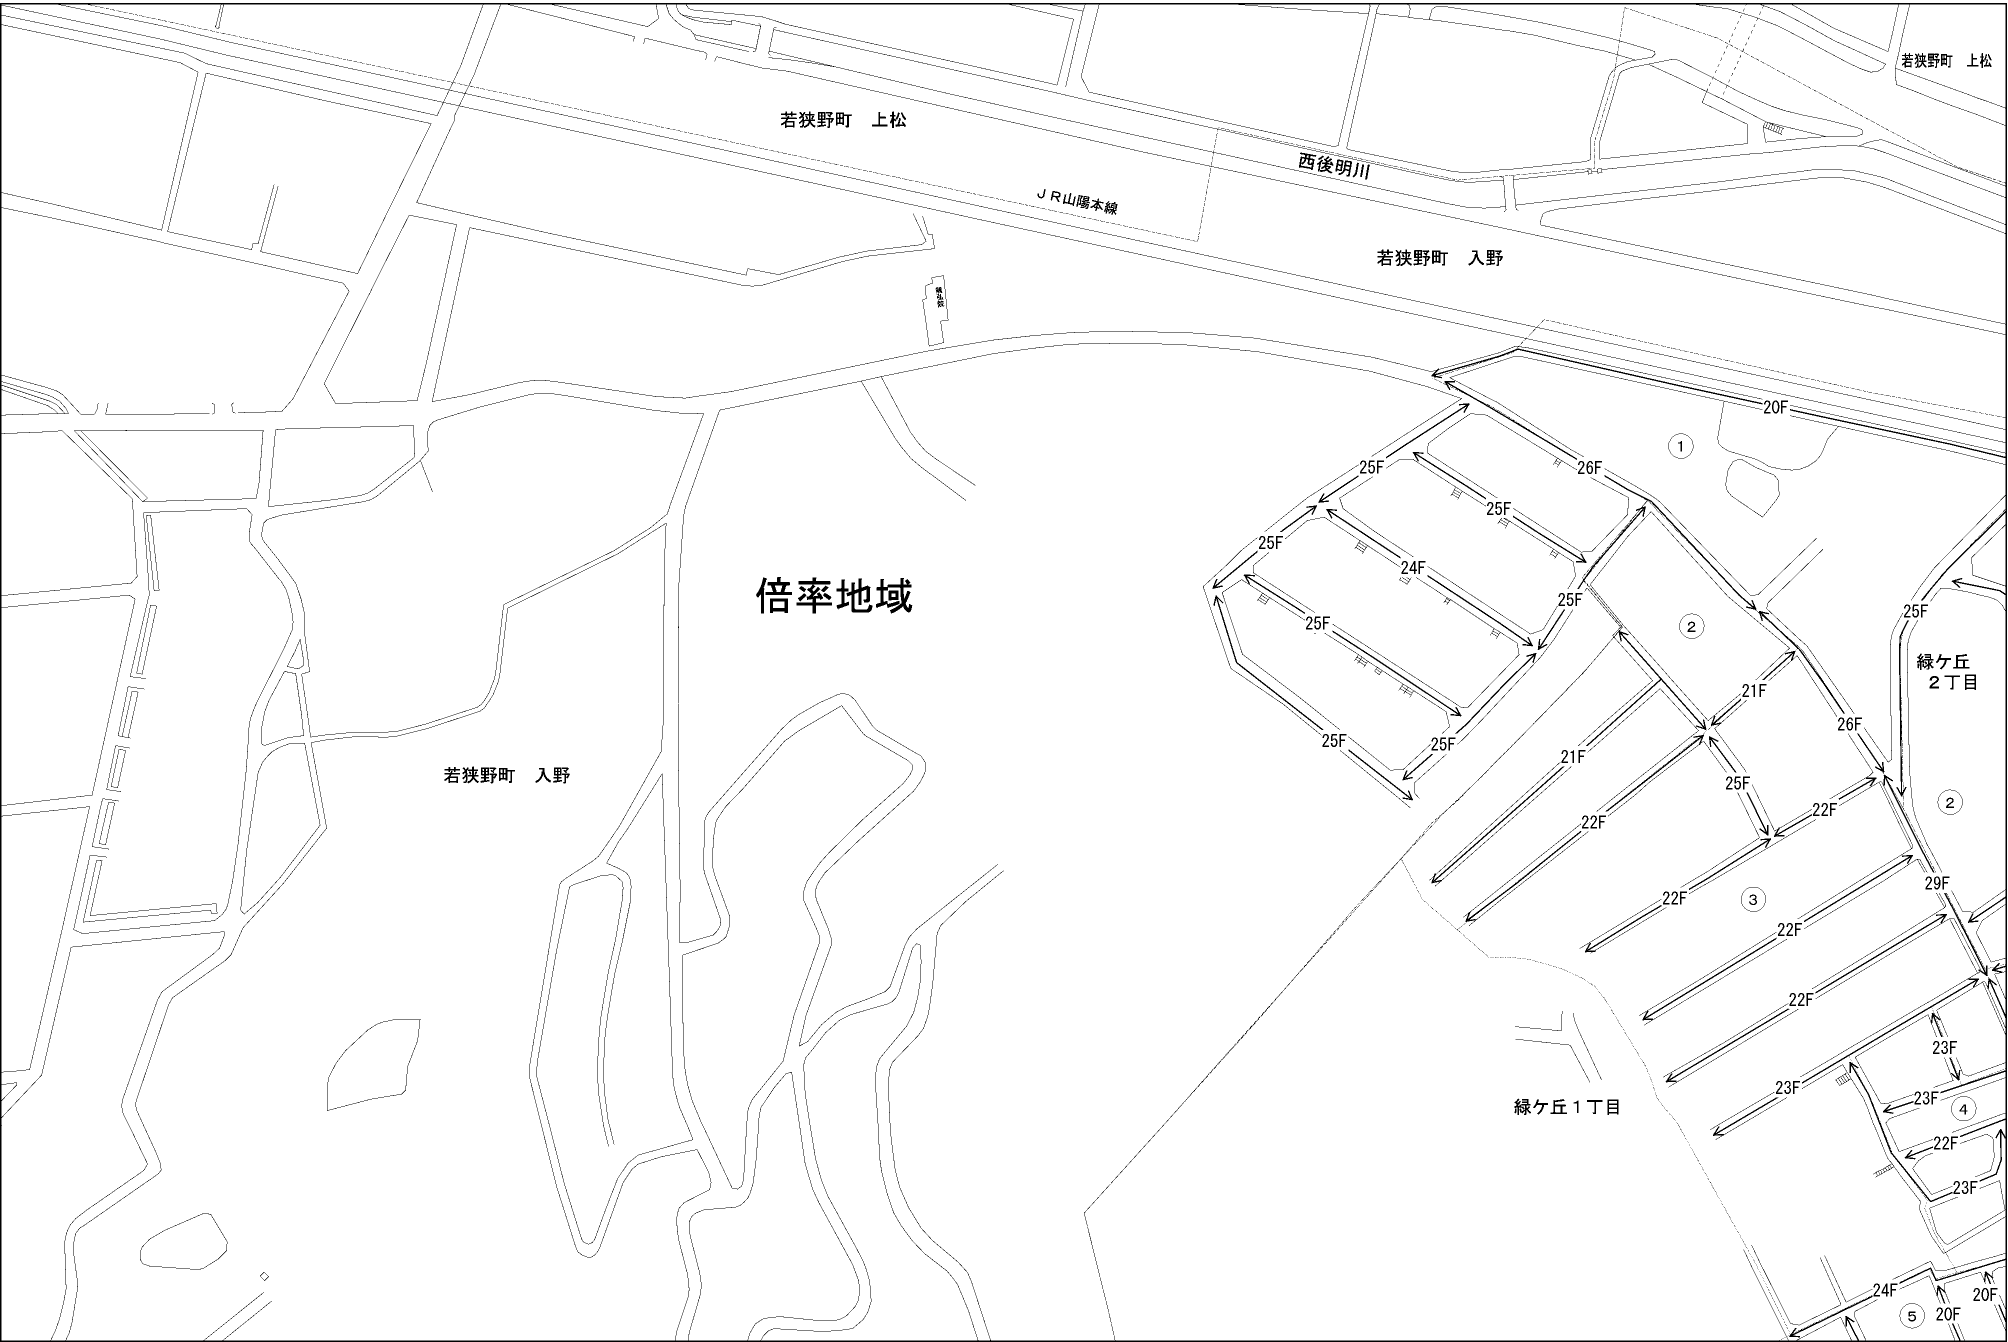 若狭野町　上松
若狭野町　上松
西後明川
ＪＲ山陽本線
若狭野町　入野
20F
①
25F
26F
25F
25F
24F
25F
25F
25F
25F
25F
②
21F
26F
25F
緑ケ丘
２丁目
②
21F
25F
22F
22F
倍率地域
若狭野町　入野
29F
22F
③
22F
22F
23F
23F
23F
④
22F
23F
緑ケ丘１丁目
24F
20F
20F
⑤